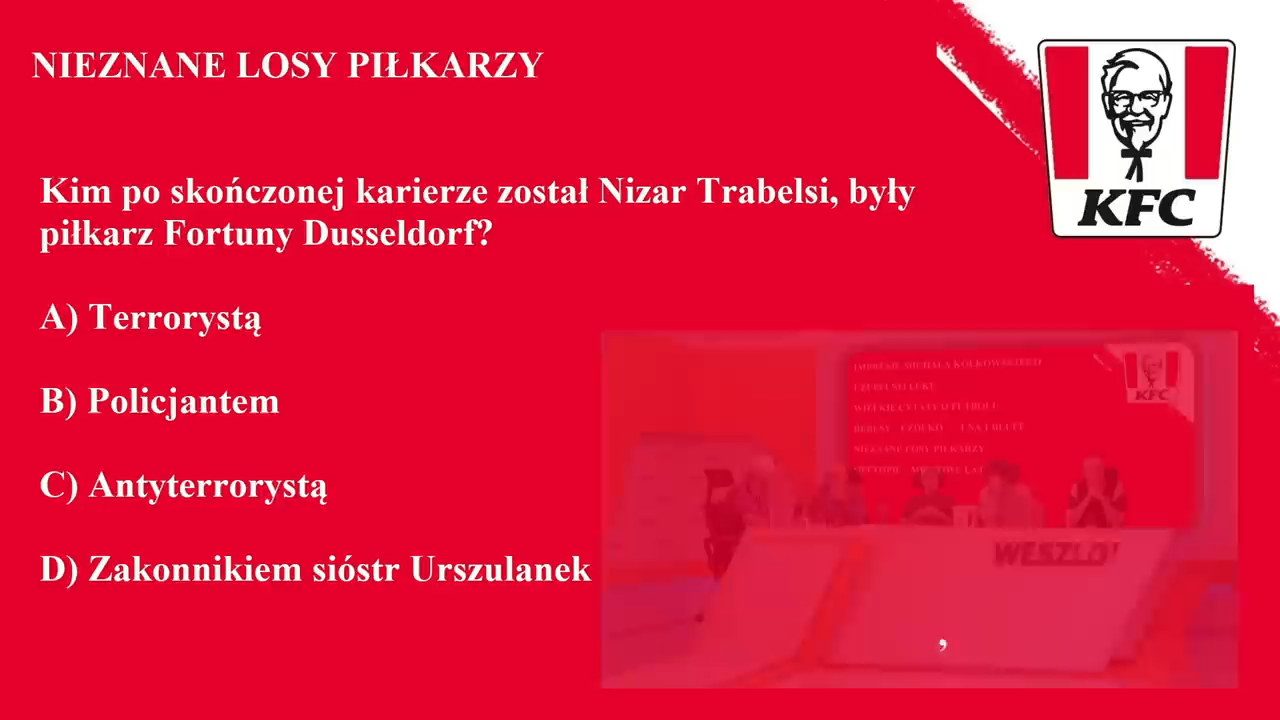 NIEZNANE LOSY PIŁKARZY
KFC
Kim po skończonej karierze został Nizar Trabelsi, były
piłkarz Fortuny Dusseldorf?
A) Terrorystą
B) Policjantem
C) Antyterrorystą
D) Zakonnikiem sióstr Urszulanek
KFC
NIEZNANE LOSY PIŁKARZY
WESZŁO!
,